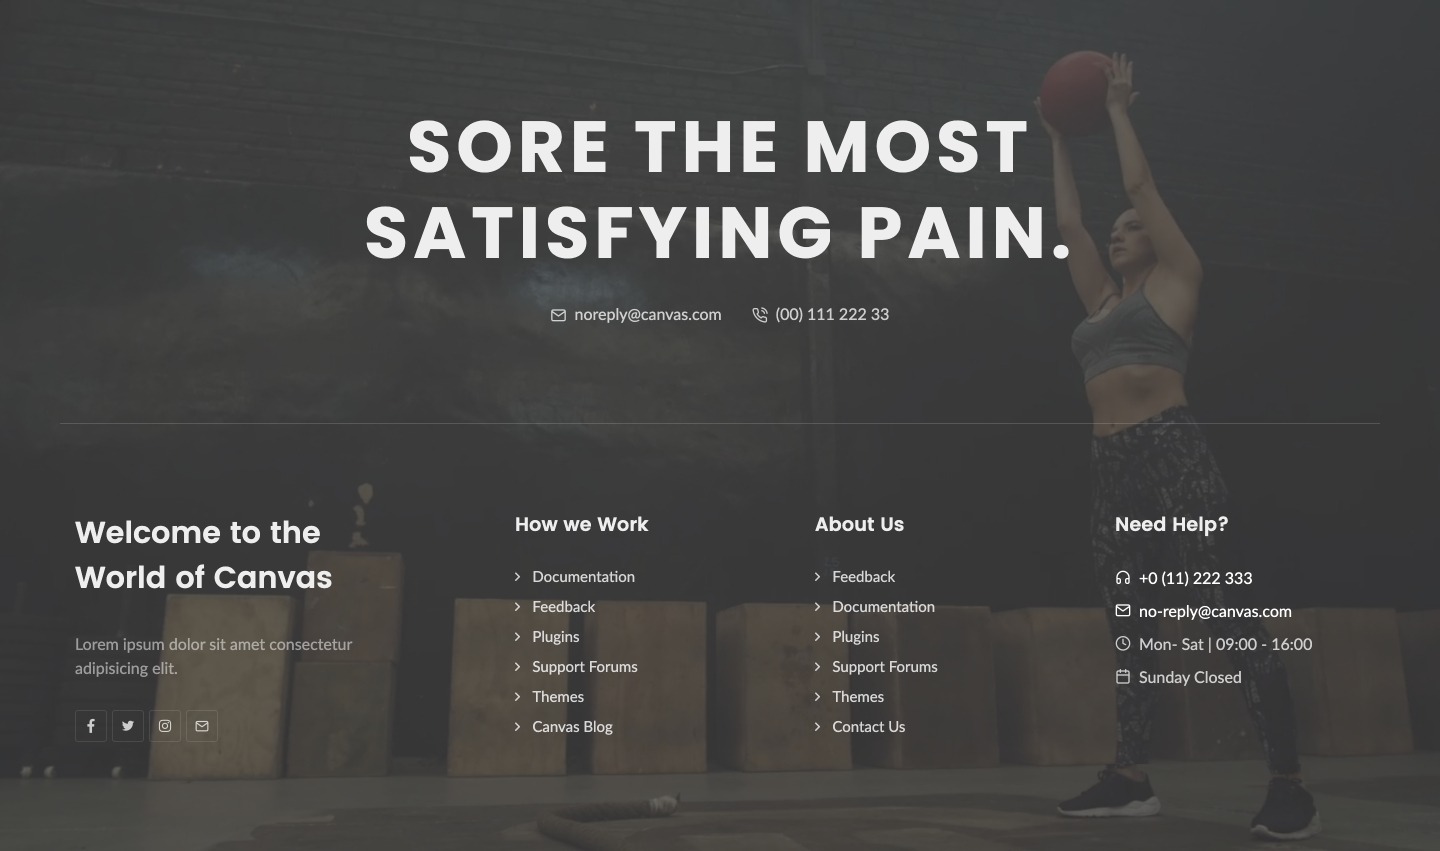 SORE THE MOST
SATISFYING PAIN.
noreply@canvas.com (00) 111 222 33
Welcome to the
World of Canvas
Lorem ipsum dolor sit amet consectetur
adipisicing elit.
How we Work
Documentation
Feedback
Plugins
Support Forums
Themes
Canvas Blog
About Us
Feedback
Documentation
Plugins
Support Forums
Themes
Contact Us
Need Help?
+0 (11) 222 333
no-reply@canvas.com
Mon- Sat | 09:00 - 16:00
Sunday Closed